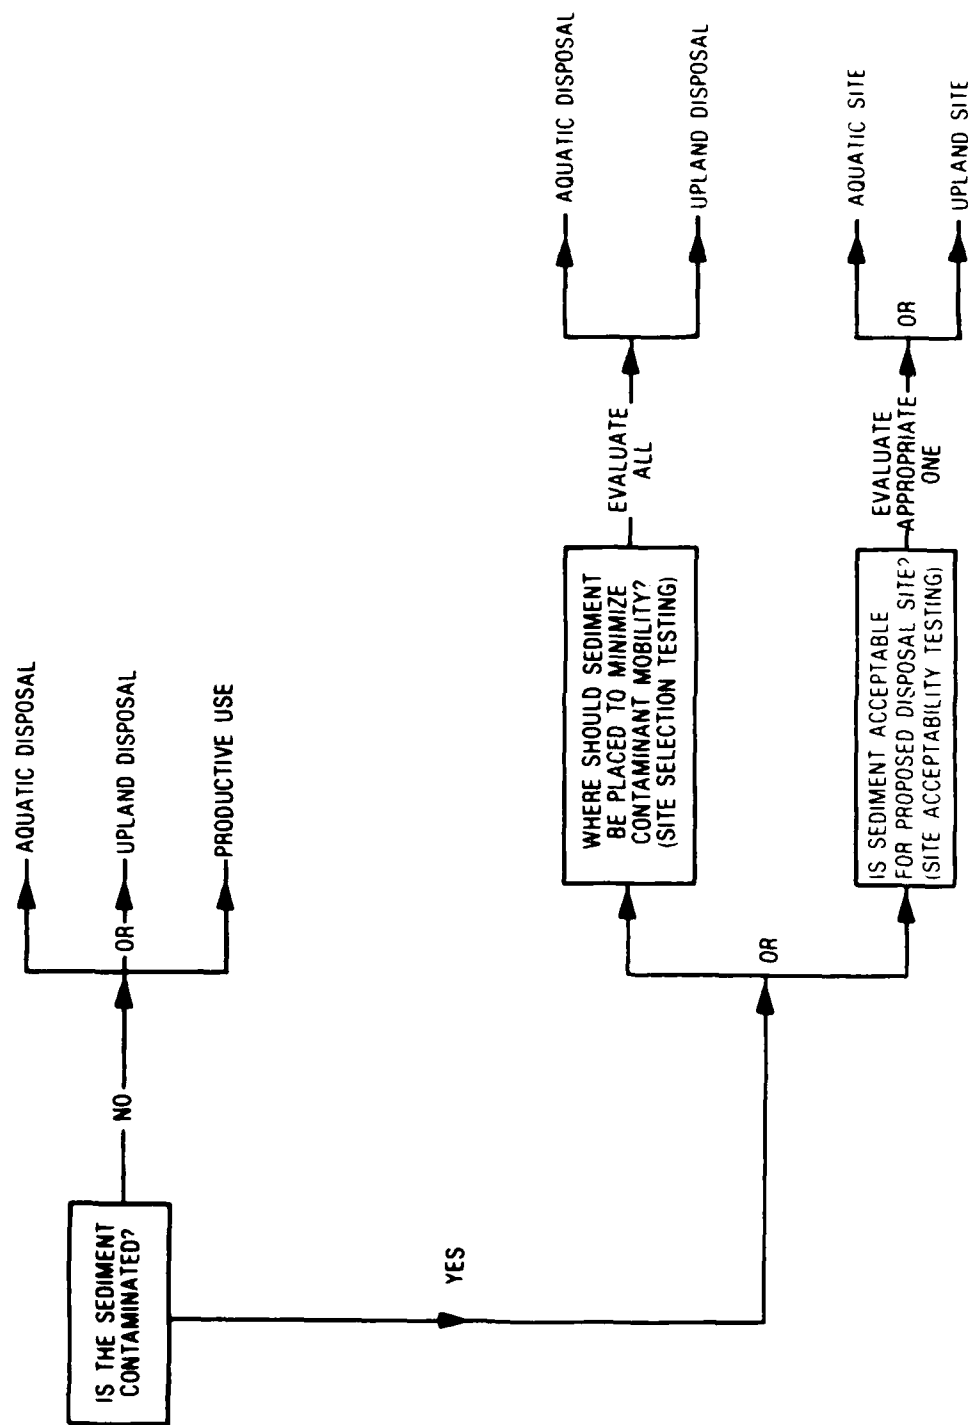 IS THE SEDIMENT
CONTAMINATED?
NO
OR
AQUATIC DISPOSAL
UPLAND DISPOSAL
PRODUCTIVE USE
YES
OR
WHERE SHOULD SEDIMENT
BE PLACED TO MINIMIZE
CONTAMINANT MOBILITY?
(SITE SELECTION TESTING)
EVALUATE
ALL
AQUATIC DISPOSAL
UPLAND DISPOSAL
IS SEDIMENT ACCEPTABLE
FOR PROPOSED DISPOSAL SITE?
(SITE ACCEPTABILITY TESTING)
EVALUATE
APPROPRIATE
ONE
OR
AQUATIC SITE
UPLAND SITE